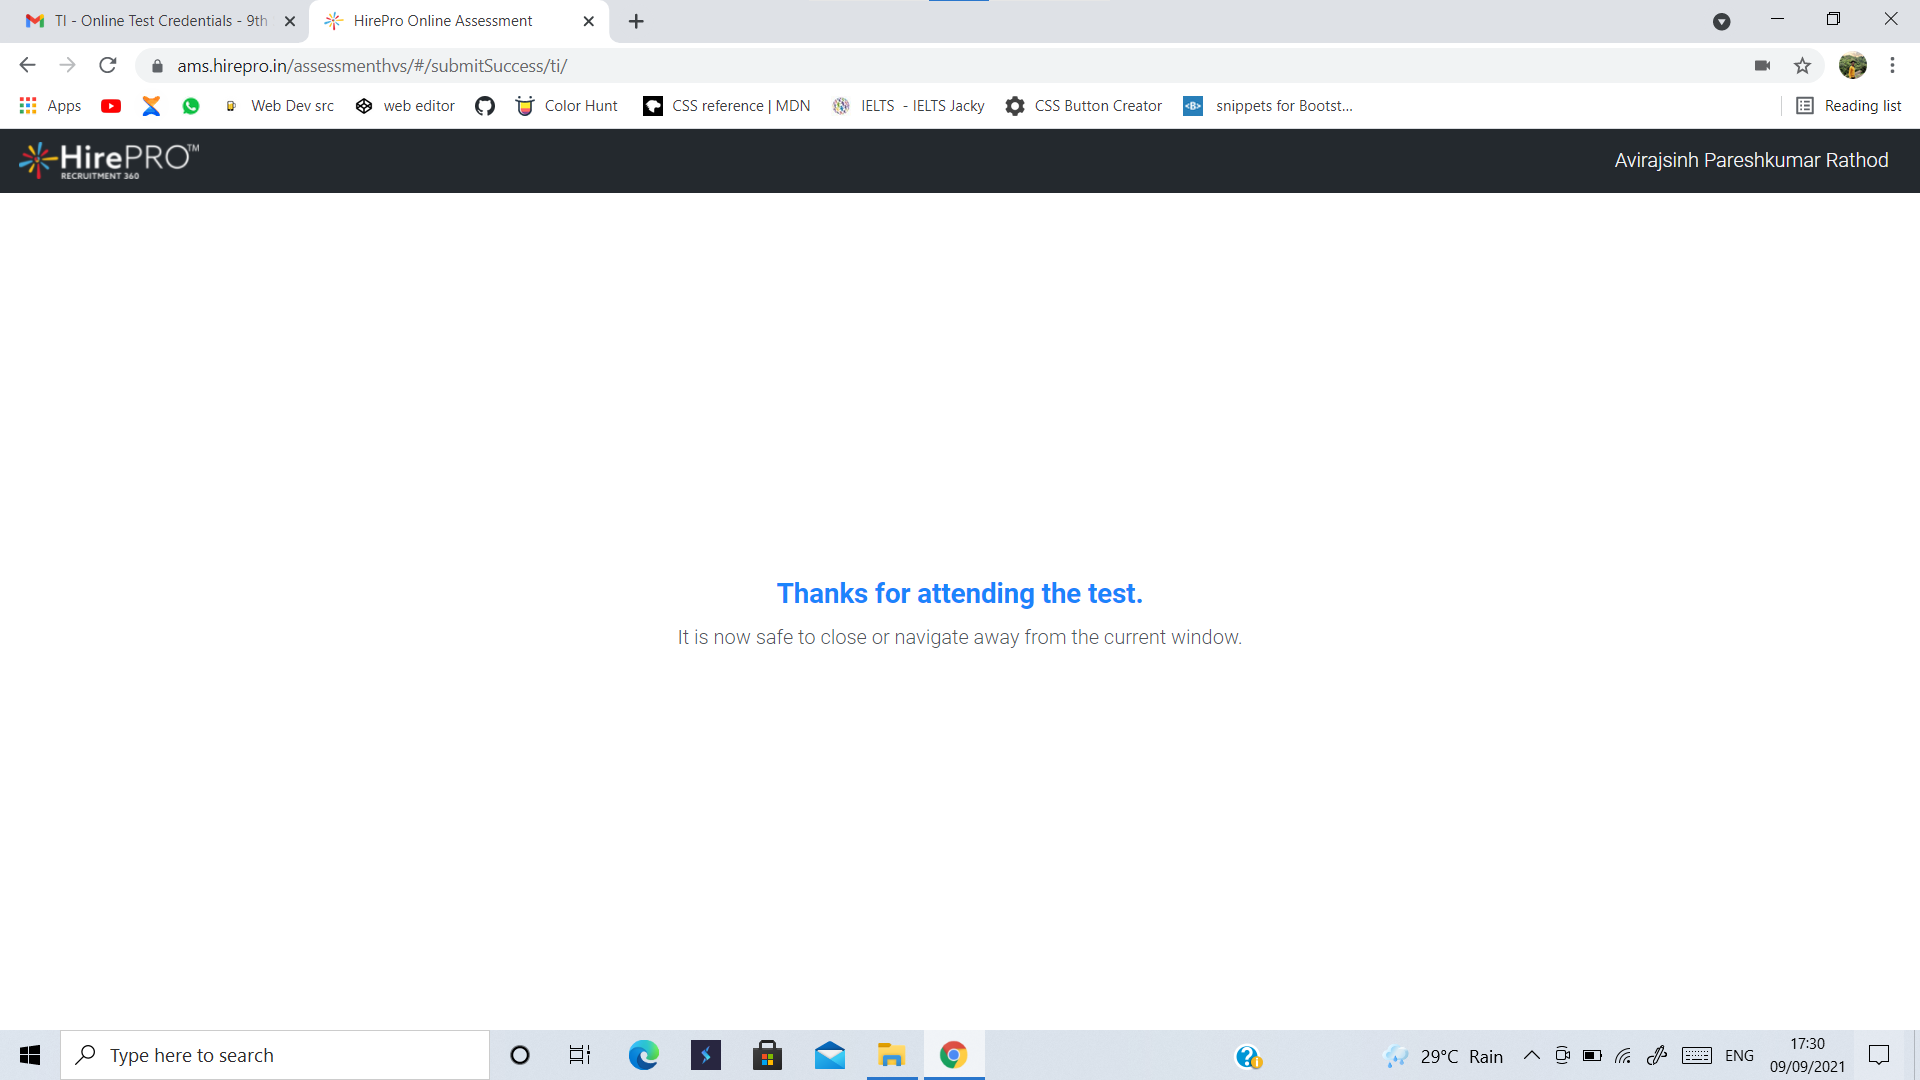 TI - Online Test Credentials - 9th
HirePro Online Assessment
ams.hirepro.in/assessmenthvs/#/submitSuccess/ti/
Apps
Web Dev src
web editor
Color Hunt
CSS reference | MDN
IELTS - IELTS Jacky
CSS Button Creator
<B>
snippets for Bootst...
Reading list
HirePRO™
RECRUITMENT 360
Avirajsinh Pareshkumar Rathod
Thanks for attending the test.
It is now safe to close or navigate away from the current window.
Type here to search
29°C Rain
ENG
17:30
09/09/2021